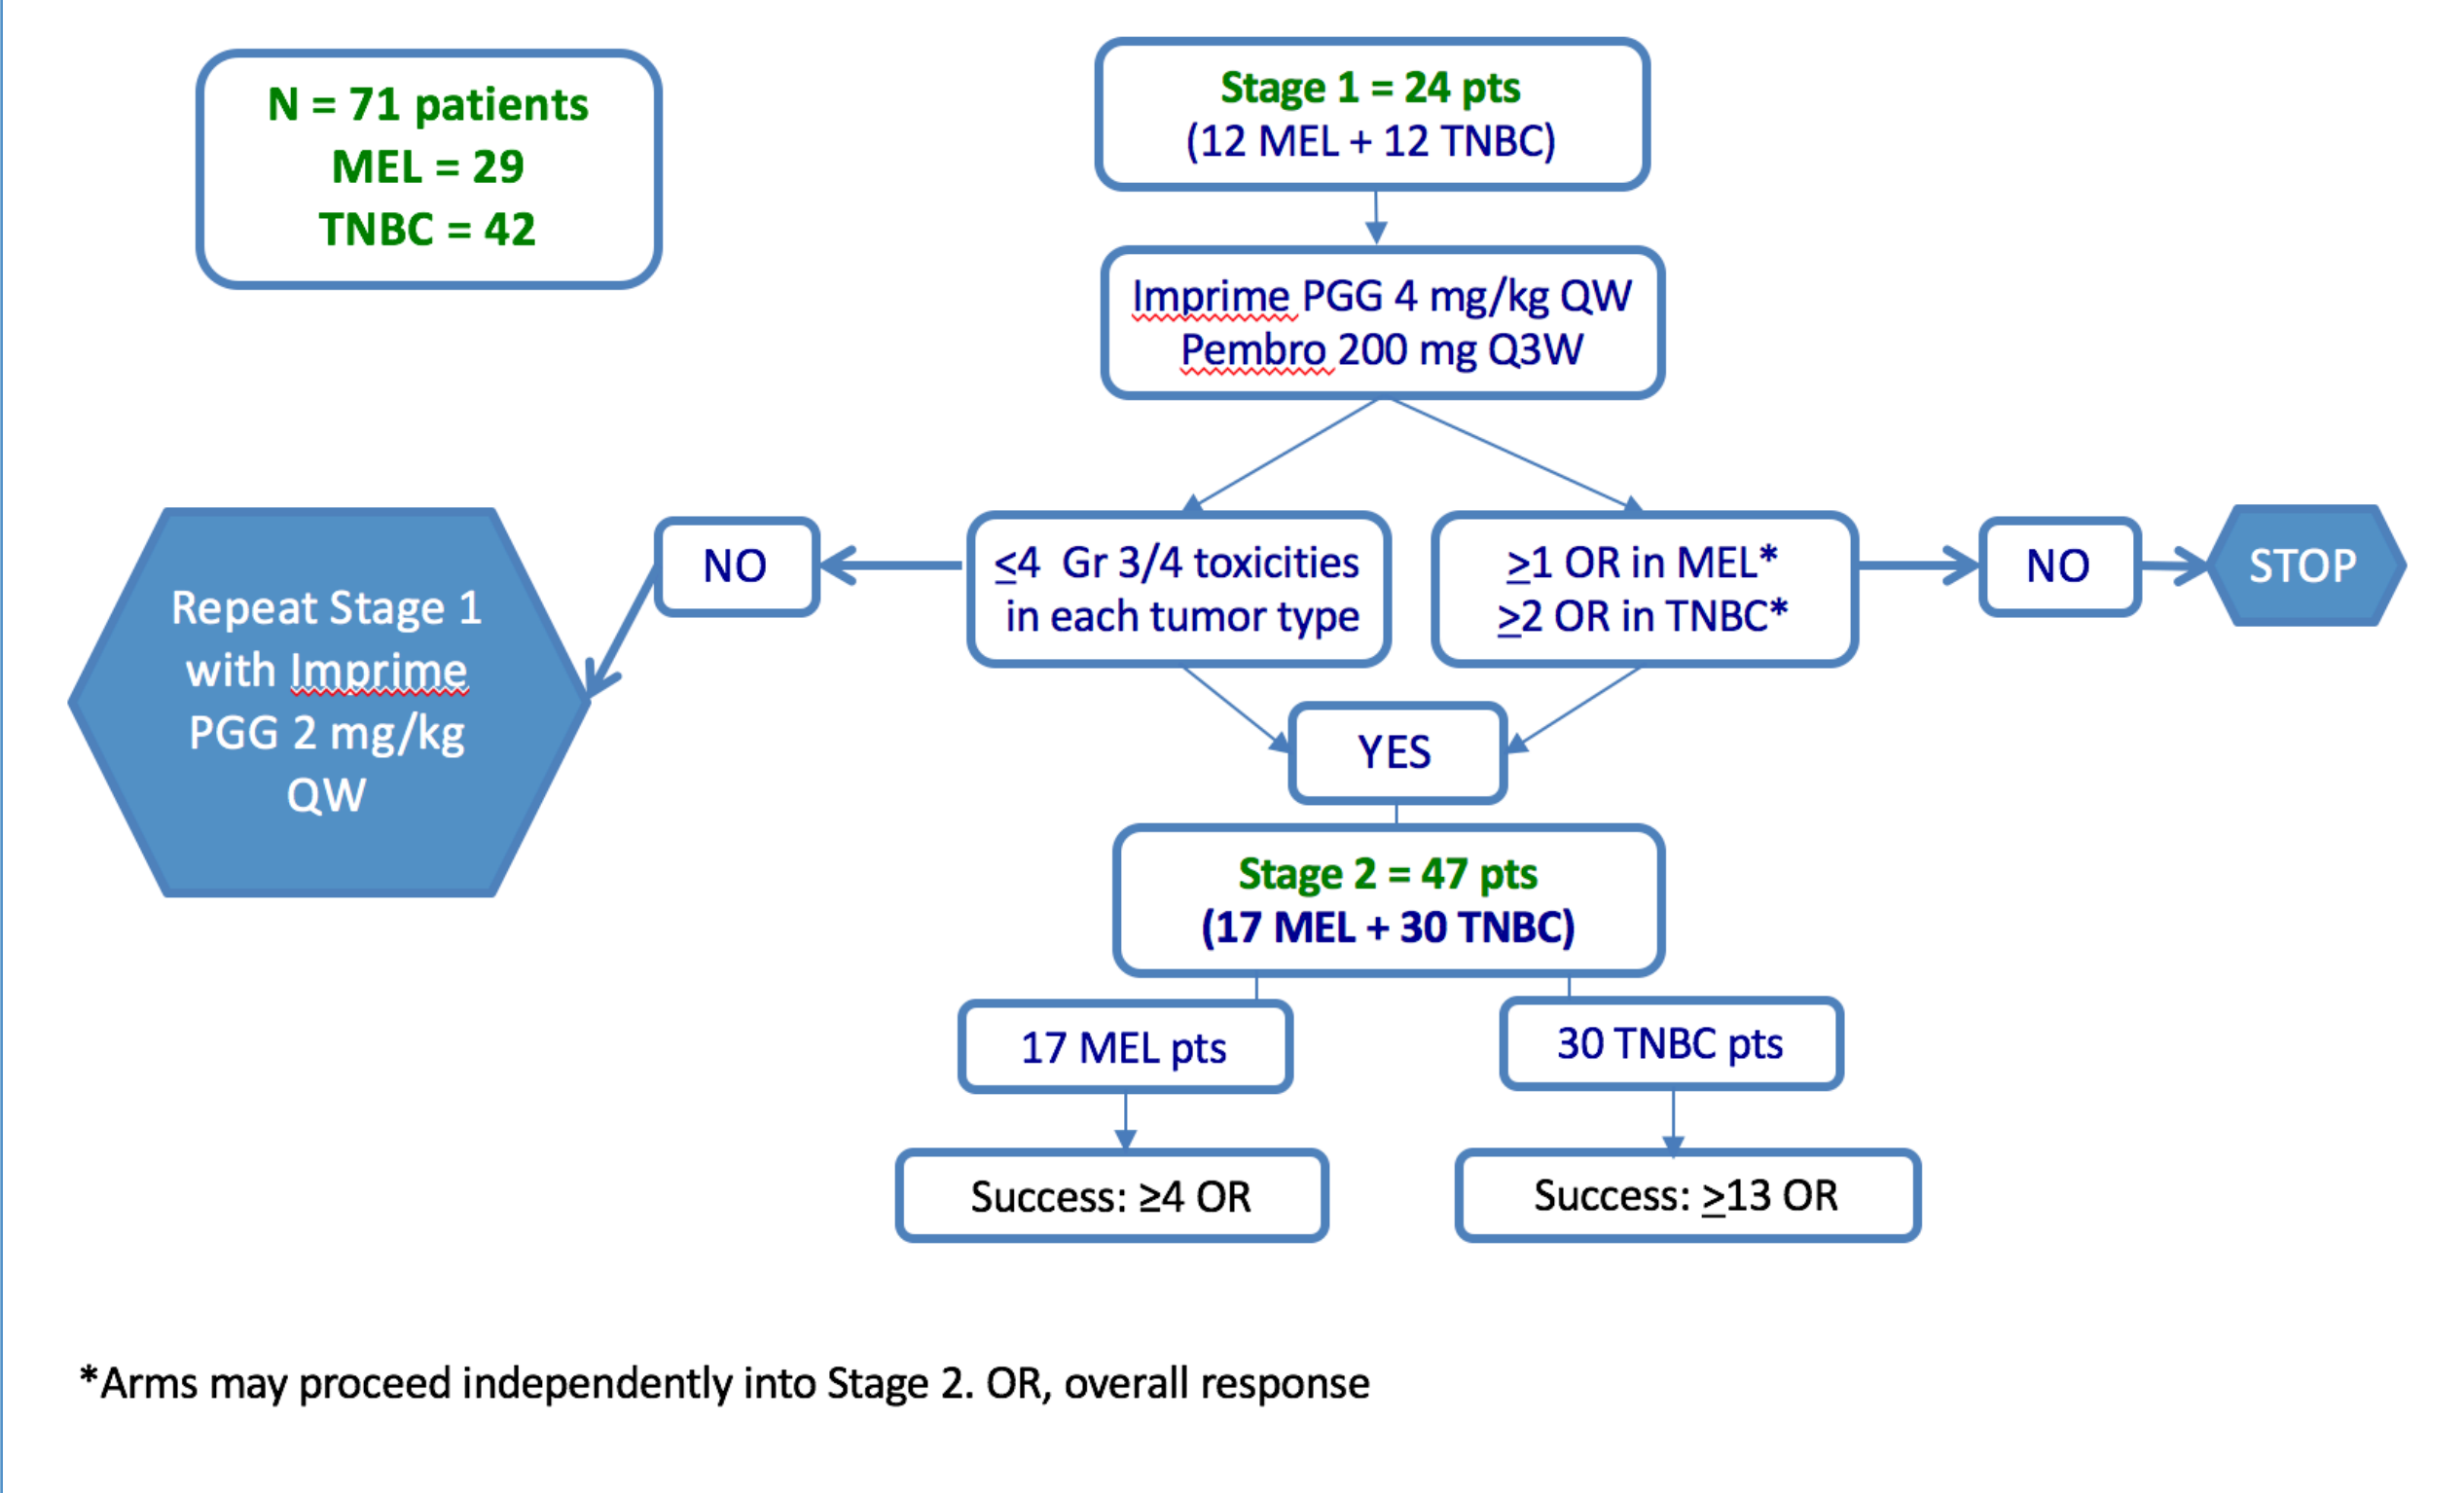 N = 71 patients
MEL = 29
TNBC = 42
Stage 1 = 24 pts
(12 MEL + 12 TNBC)
Imprime PGG 4 mg/kg QW
Pembro 200 mg Q3W
NO
≤4 Gr 3/4 toxicities
in each tumor type
≥1 OR in MEL*
≥2 OR in TNBC*
NO
STOP
Repeat Stage 1
with Imprime
PGG 2 mg/kg
QW
YES
Stage 2 = 47 pts
(17 MEL + 30 TNBC)
17 MEL pts
30 TNBC pts
Success: ≥4 OR
Success: ≥13 OR
*Arms may proceed independently into Stage 2. OR, overall response